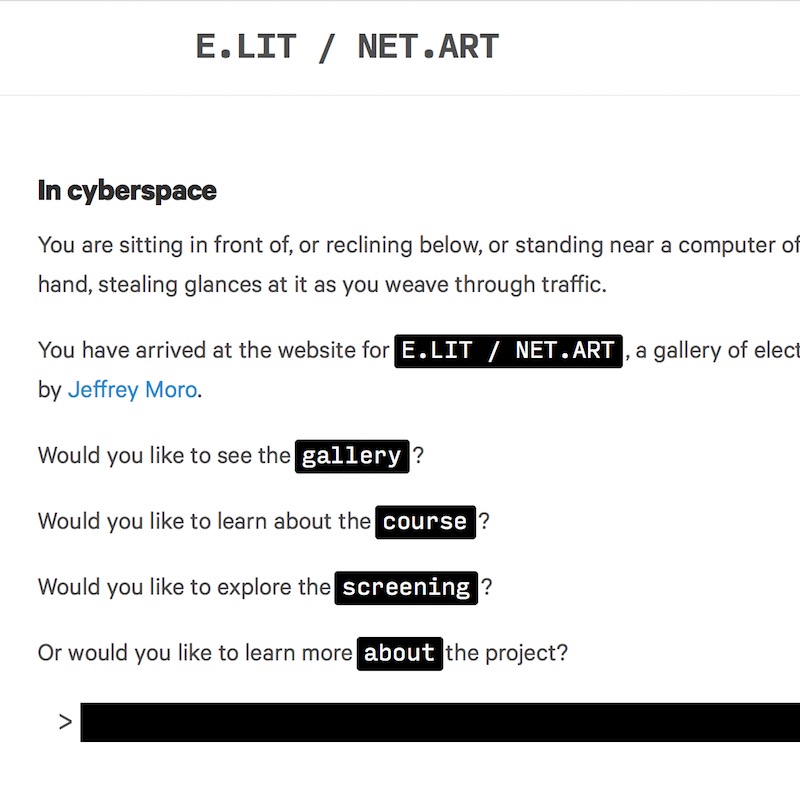 E.LIT / NET.ART
In cyberspace
You are sitting in front of, or reclining below, or standing near a computer of
hand, stealing glances at it as you weave through traffic.
You have arrived at the website for E.LIT / NET.ART, a gallery of elect
by Jeffrey Moro.
Would you like to see the gallery?
Would you like to learn about the course?
Would you like to explore the screening?
Or would you like to learn more about the project?
>